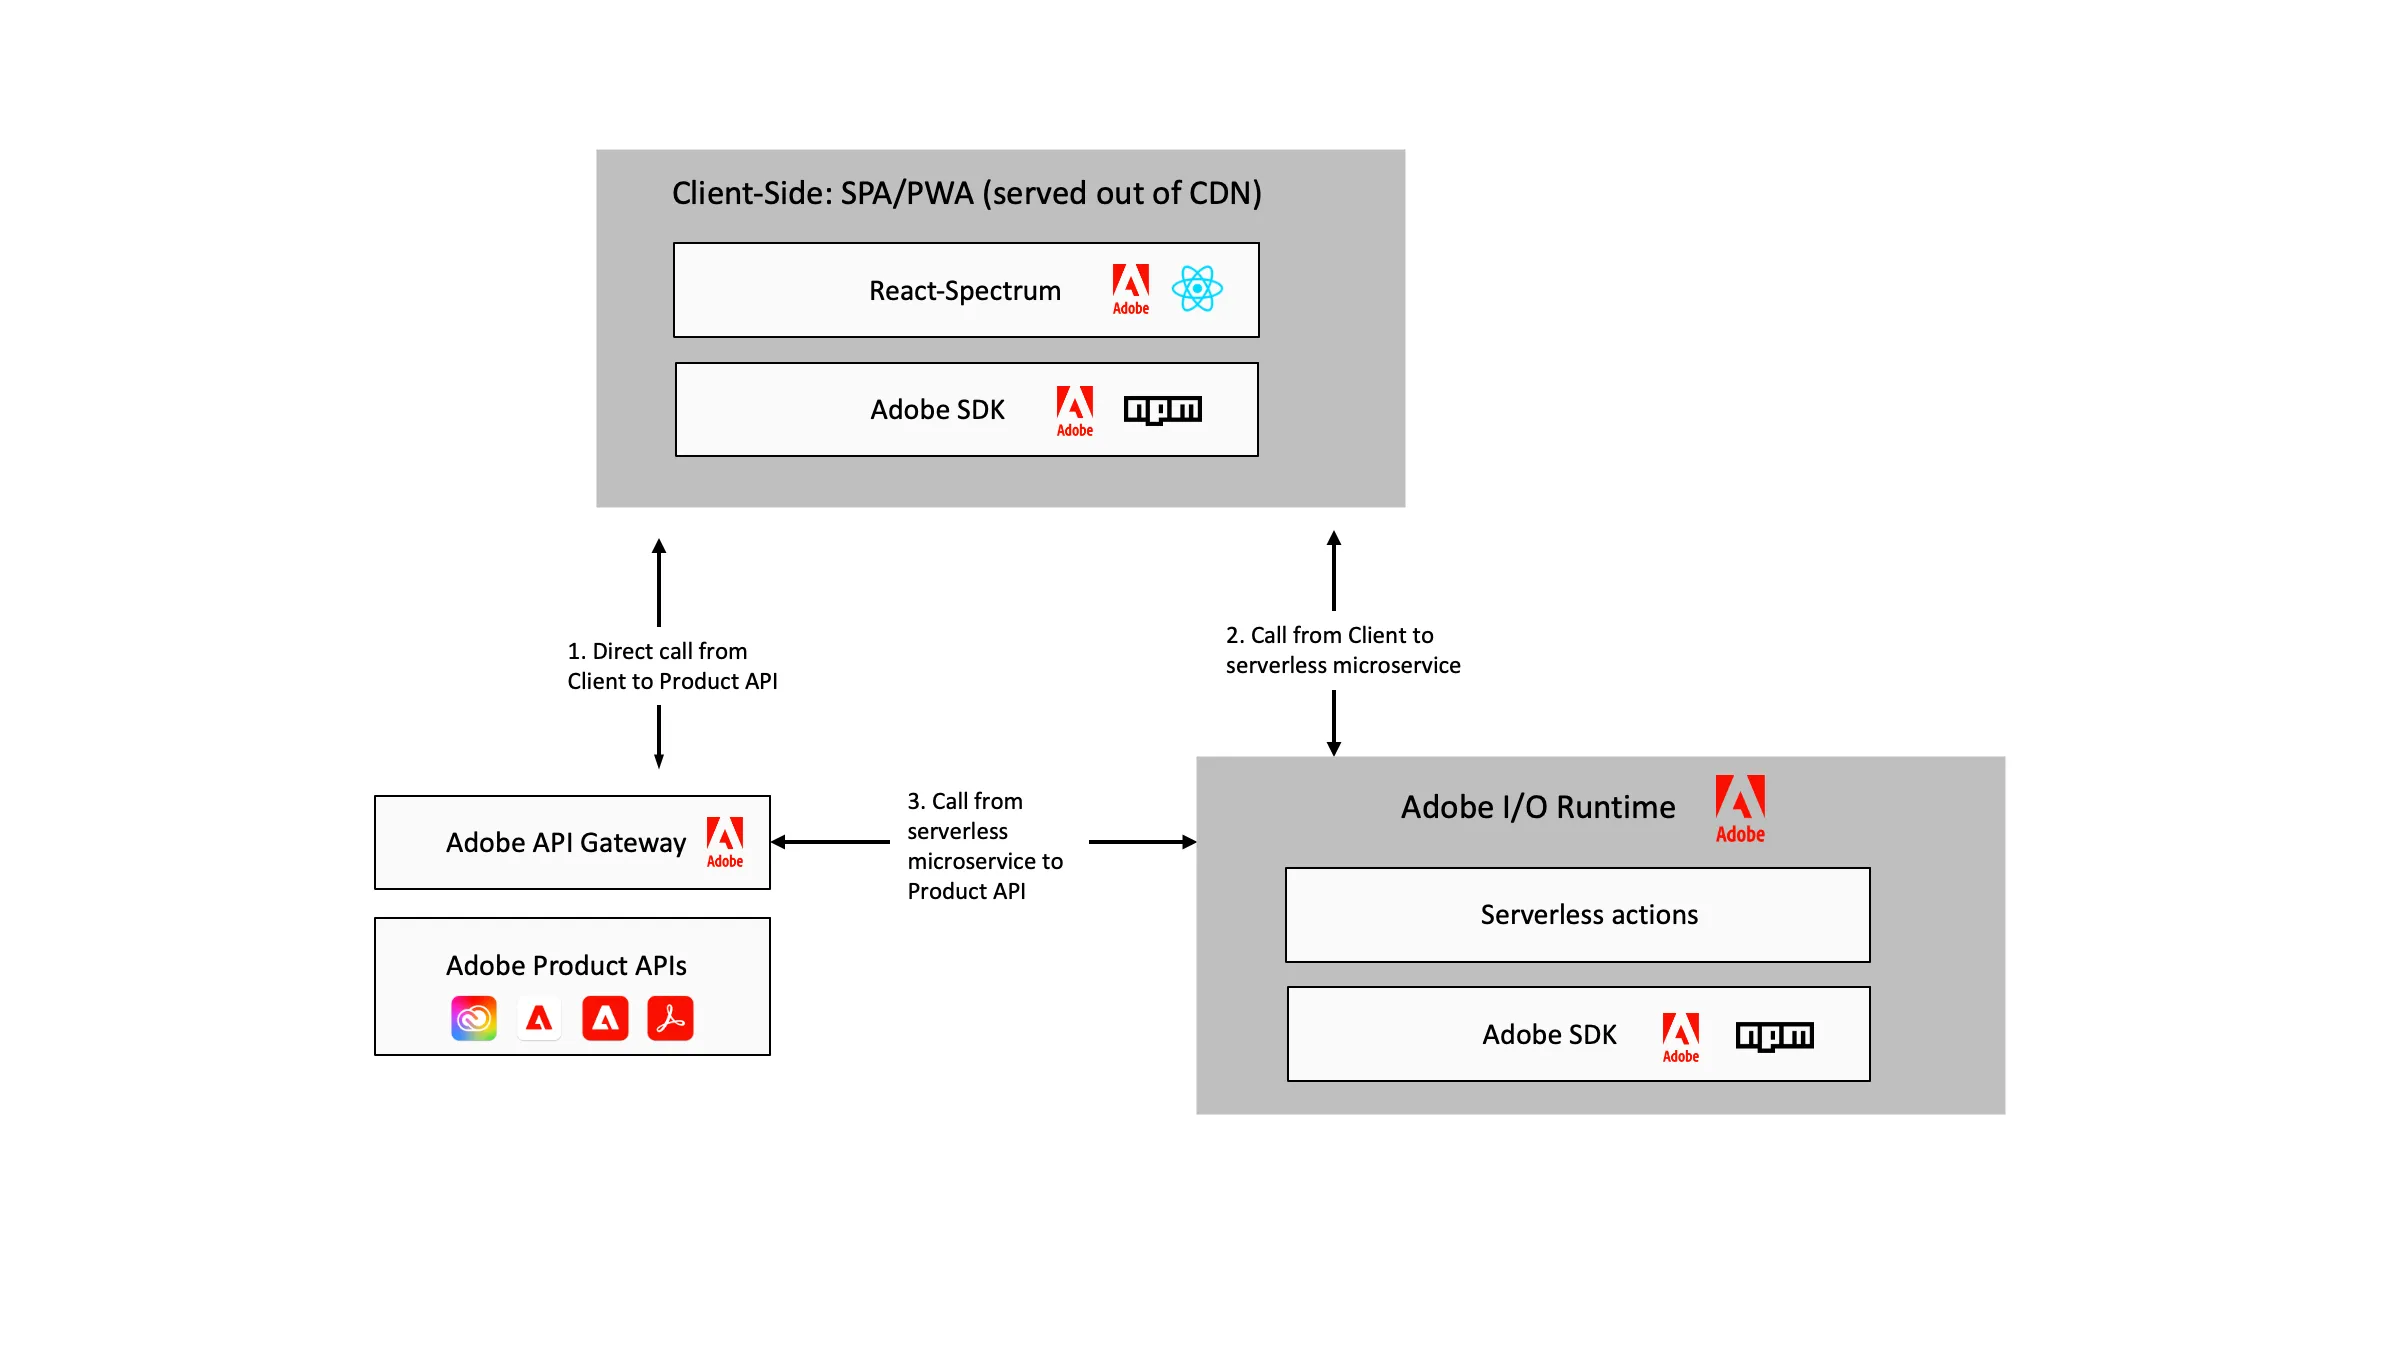 Client-Side: SPA/PWA (served out of CDN)
React-Spectrum
Adobe
Adobe SDK
Adobe
npm
1. Direct call from
Client to Product API
2. Call from Client to
serverless microservice
Adobe API Gateway
Adobe
3. Call from
serverless
microservice to
Product API
Adobe Product APIs
Adobe I/O Runtime
Adobe
Serverless actions
Adobe SDK
Adobe
npm